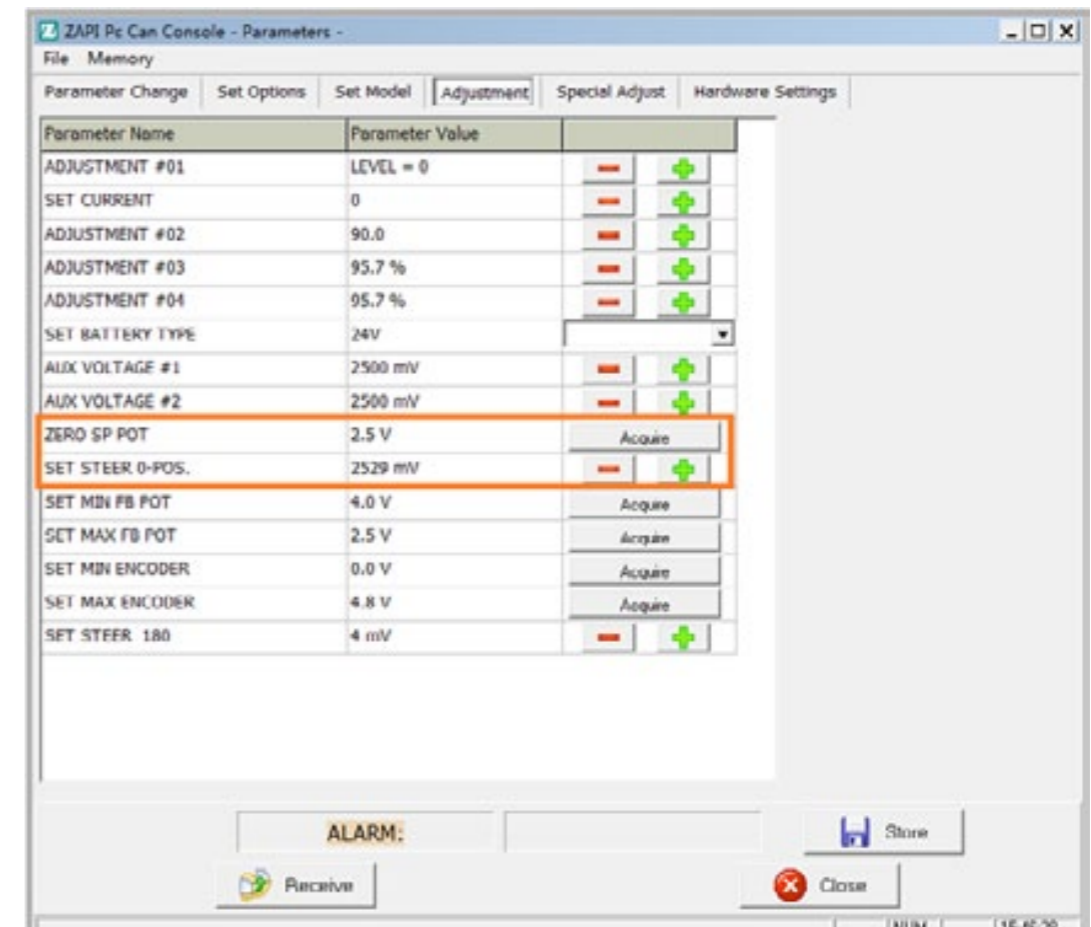 ZAPI Pc Can Console - Parameters -
File Memory
Parameter Change Set Options Set Model Adjustment Special Adjust Hardware Settings
Parameter Name Parameter Value
ADJUSTMENT #01 LEVEL = 0
SET CURRENT 0
ADJUSTMENT #02 90.0
ADJUSTMENT #03 95.7 %
ADJUSTMENT #04 95.7 %
SET BATTERY TYPE 24V
AUX VOLTAGE #1 2500 mV
AUX VOLTAGE #2 2500 mV
ZERO SP POT 2.5 V Acquire
SET STEER 0-POS. 2529 mV
SET MIN FB POT 4.0 V Acquire
SET MAX FB POT 2.5 V Acquire
SET MIN ENCODER 0.0 V Acquire
SET MAX ENCODER 4.8 V Acquire
SET STEER 180 4 mV
ALARM: Store
Receive Close
NUM